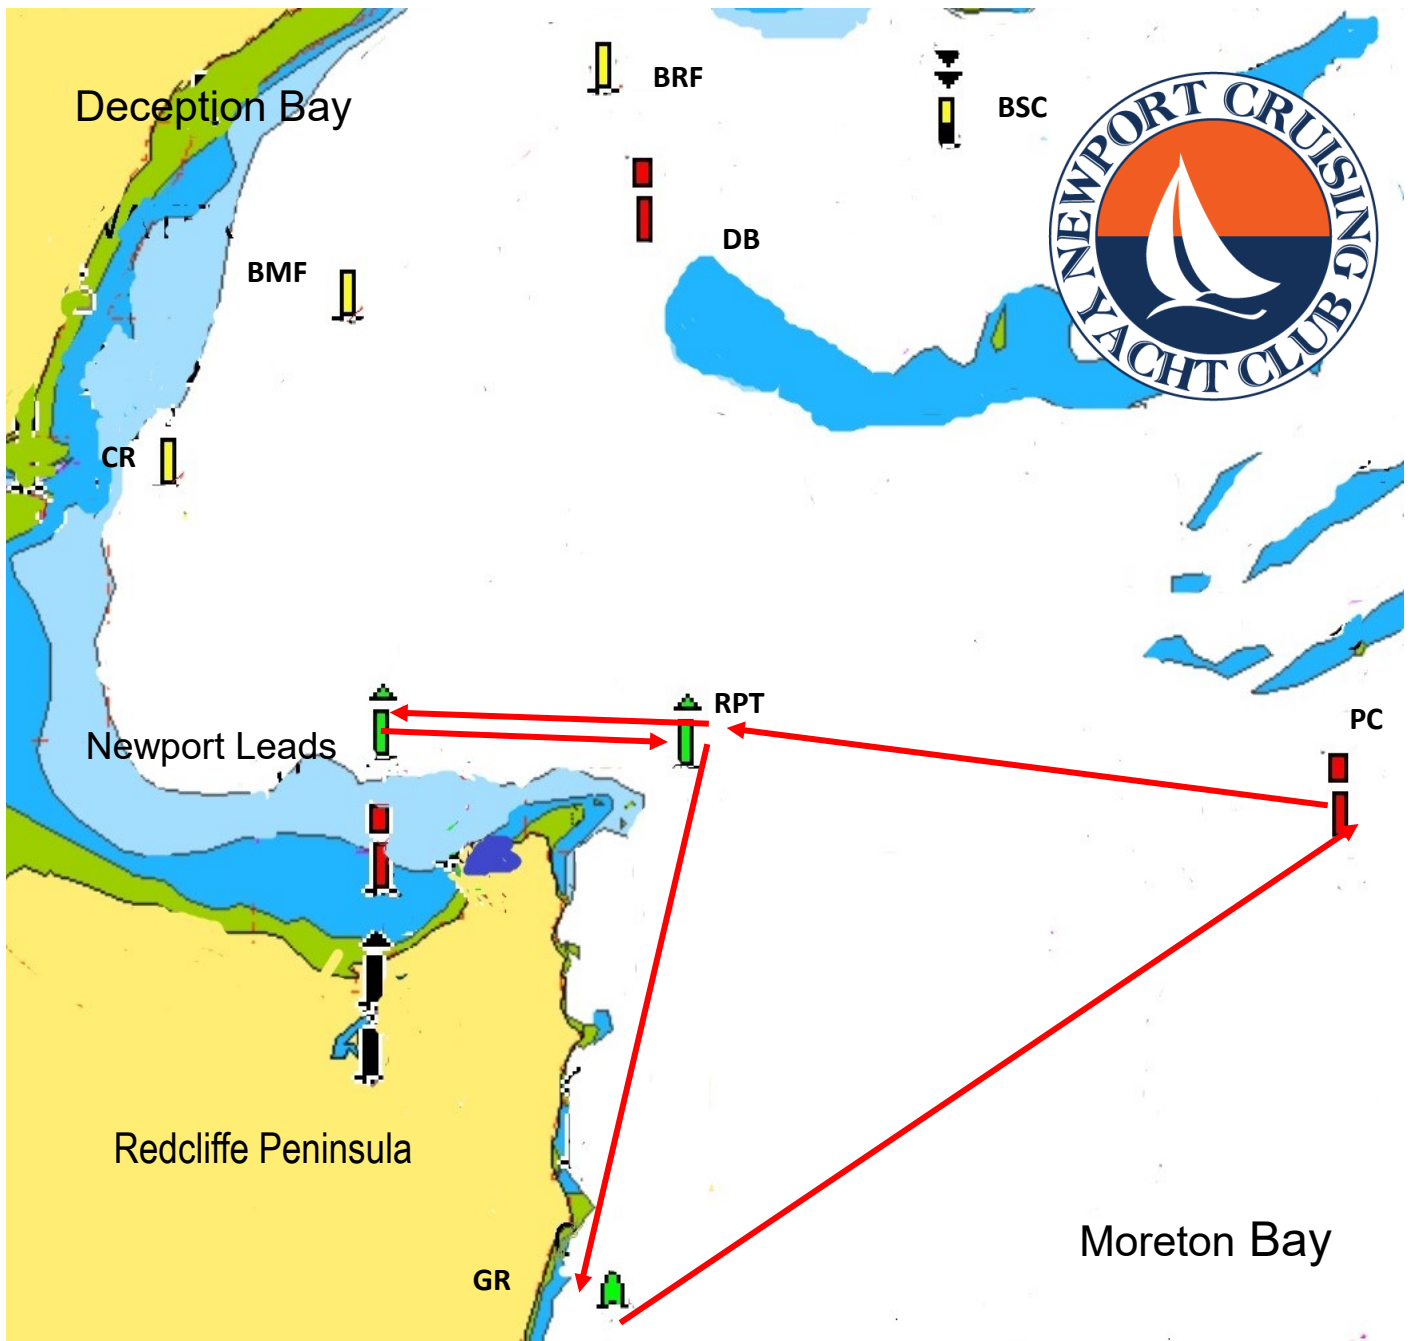 BRF
BSC
Deception Bay
NEWPORT CRUISING
YACHT CLUB
DB
BMF
CR
RPT
PC
Newport Leads
Redcliffe Peninsula
Moreton Bay
GR